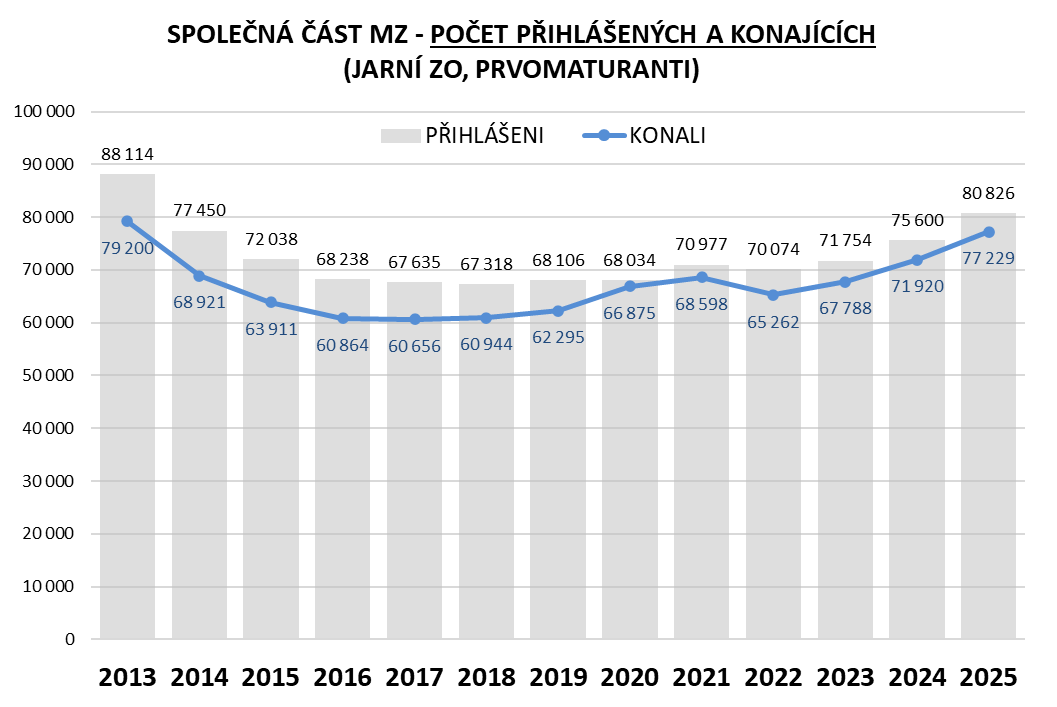 SPOLEČNÁ ČÁST MZ - POČET PŘIHLÁŠENÝCH A KONAJÍCÍCH
(JARNÍ ZO, PRVOMATURANTI)
100 000
PŘIHLÁŠENI KONALI
90 000
80 000
70 000
60 000
50 000
40 000
30 000
20 000
10 000
0
88 114 77 450 72 038 68 238 67 635 67 318 68 106 68 034 70 977 70 074 71 754 75 600 80 826
79 200 68 921 63 911 60 864 60 656 60 944 62 295 66 875 68 598 65 262 67 788 71 920 77 229
2013 2014 2015 2016 2017 2018 2019 2020 2021 2022 2023 2024 2025